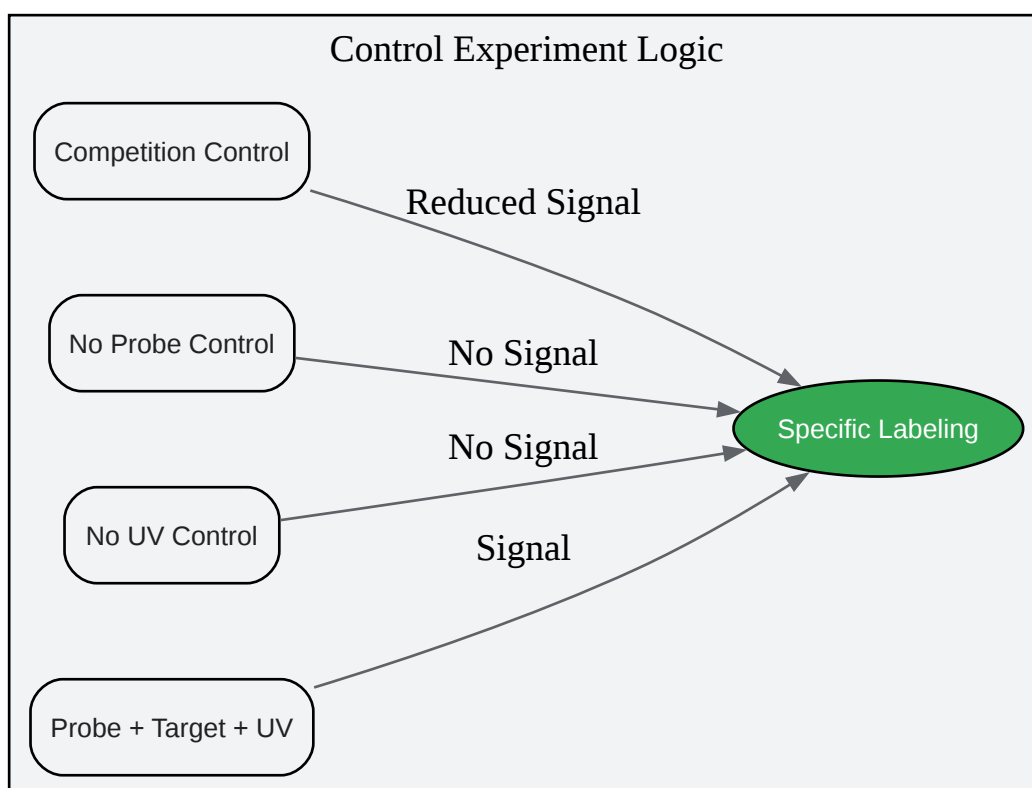 Control Experiment Logic
Competition Control
Reduced Signal
No Probe Control
No Signal
Specific Labeling
No Signal
No UV Control
Signal
Probe + Target + UV